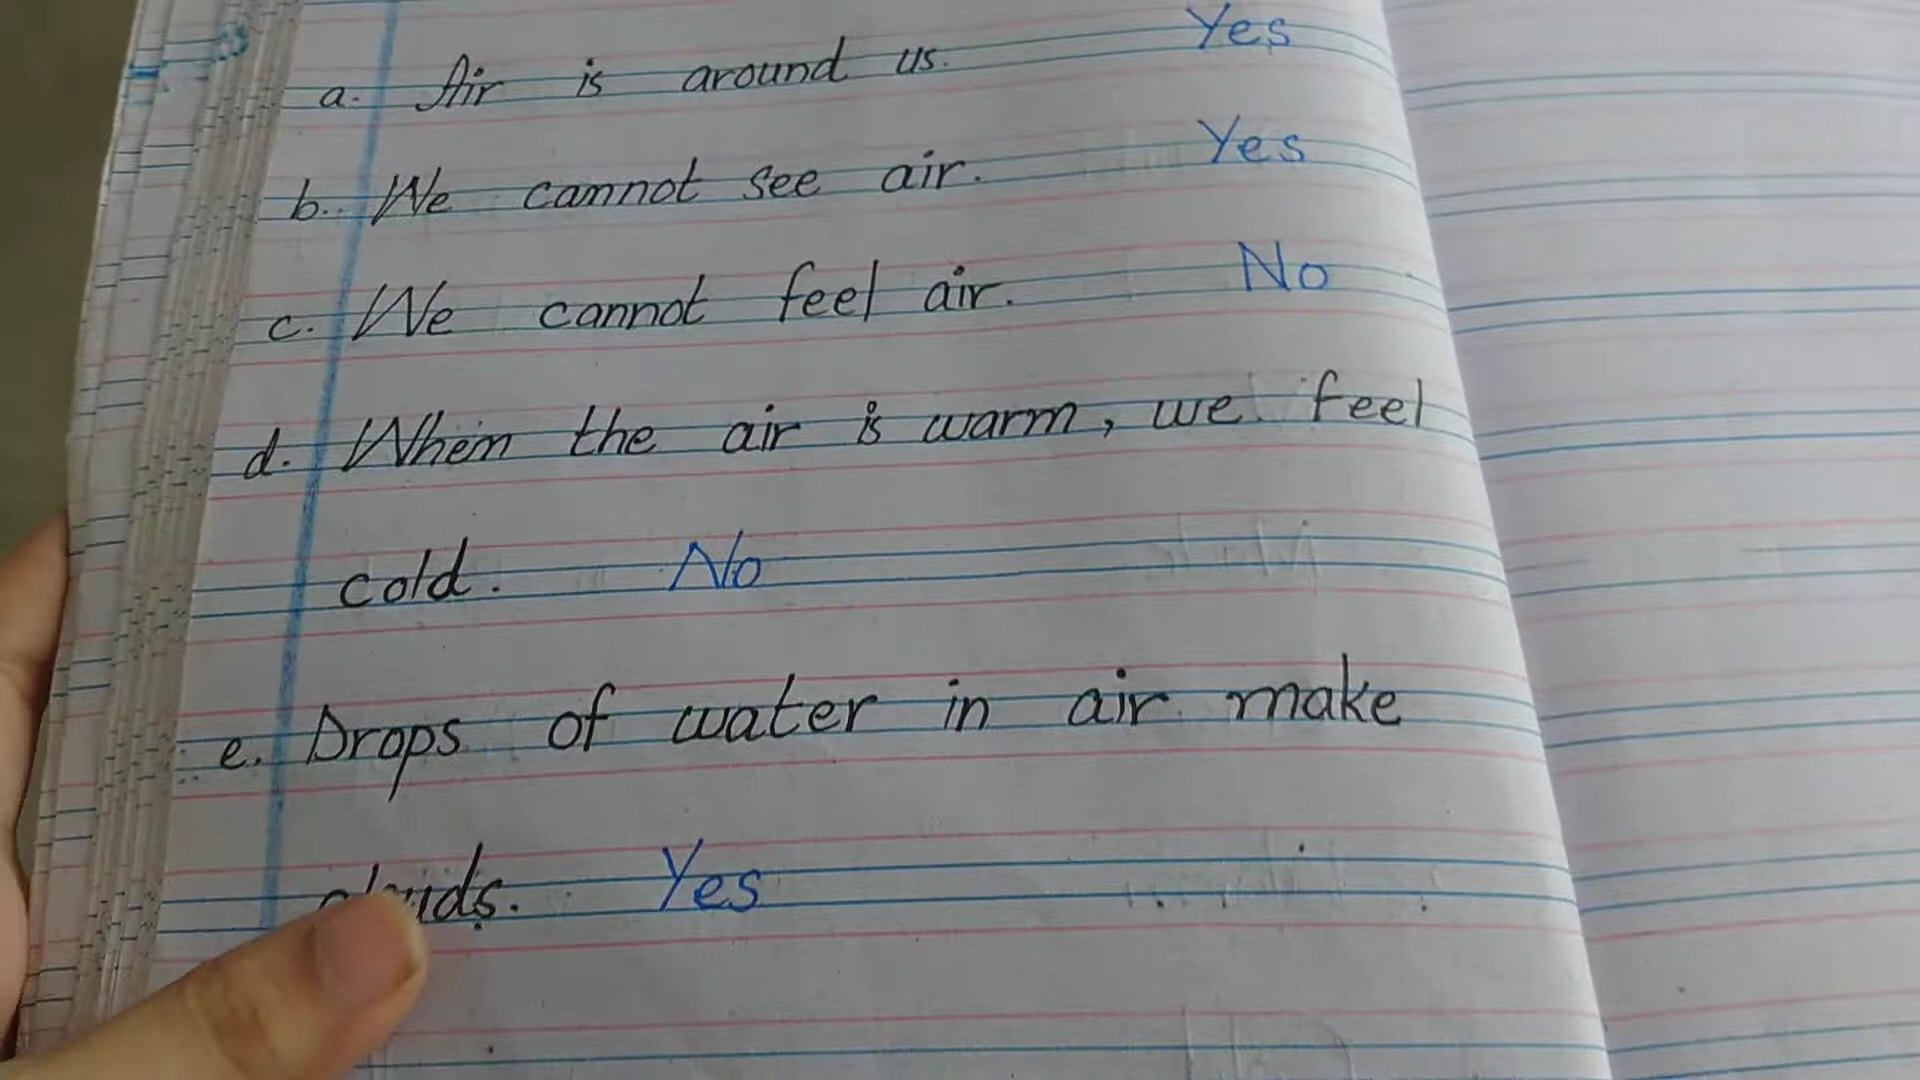 a. Air is around us. Yes
b. We cannot see air. Yes
c. We cannot feel air. No
d. When the air is warm, we feel
cold. No
e. Drops of water in air make
Yes